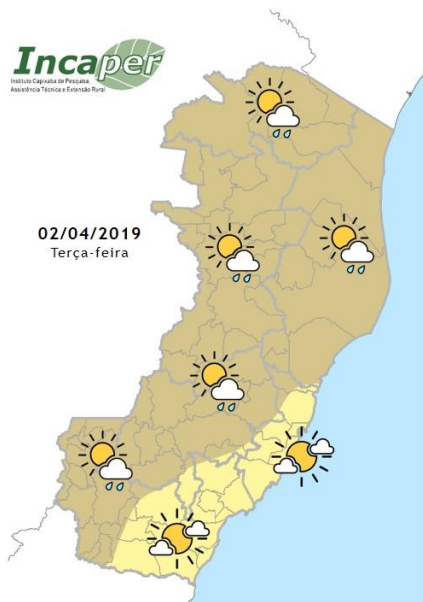 Incaper
Instituto Capixaba de Pesquisa,
Assistência Técnica e Extensão Rural
02/04/2019
Terça-feira